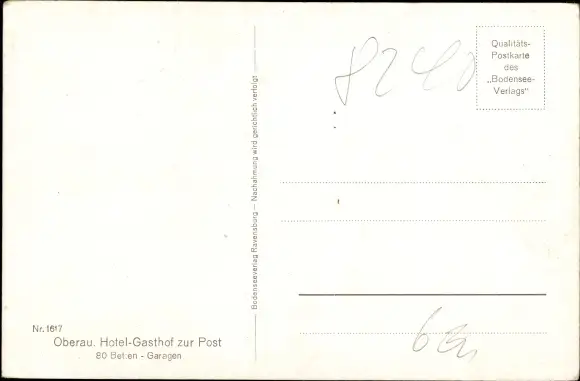 8240
Qualitäts-
Postkarte
des
„Bodensee-
Verlags"
Bodenseeverlag Ravensburg — Nachahmung wird gerichtlich verfolgt
Nr. 1617
Oberau. Hotel-Gasthof zur Post
80 Betten - Garagen